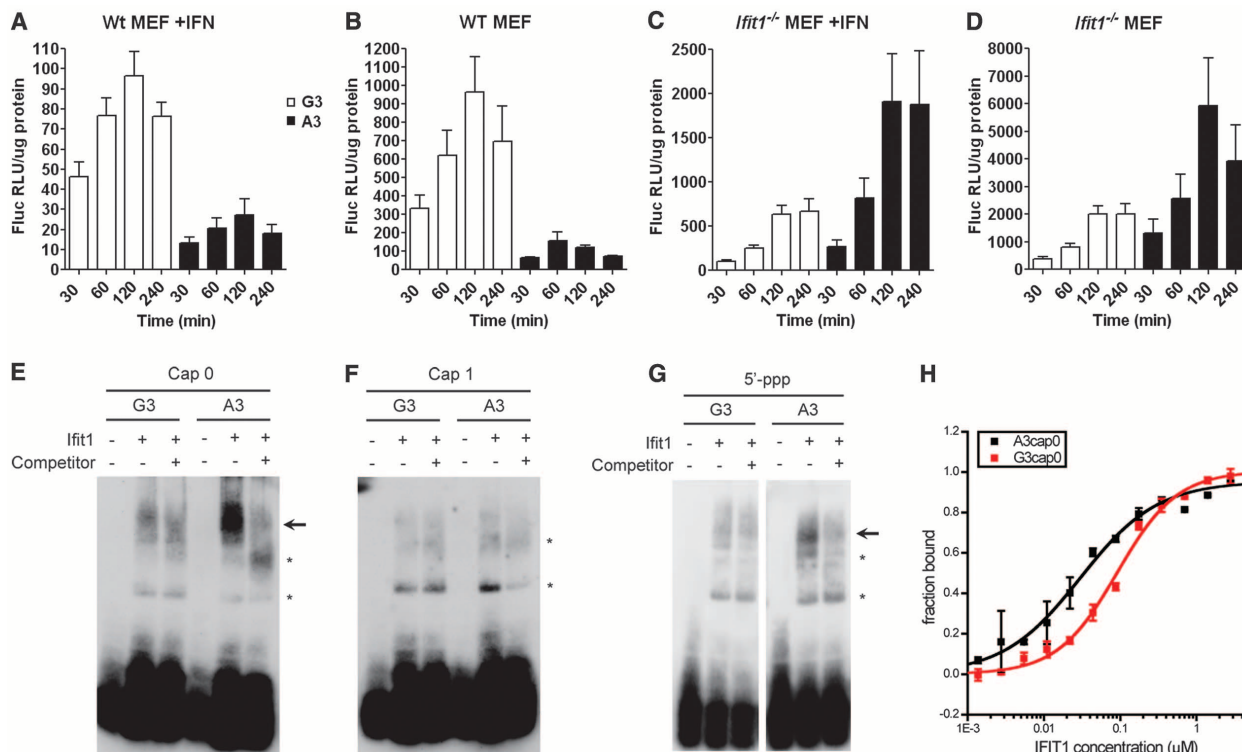 A Wt MEF +IFN
Fluc RLU/ug protein
110
100
90
80
70
60
50
40
30
20
10
0
30 60 120 240 30 60 120 240
Time (min)
G3
A3
B WT MEF
Fluc RLU/ug protein
1200
1100
1000
900
800
700
600
500
400
300
200
100
0
30 60 120 240 30 60 120 240
Time (min)
C Ifit1-/- MEF +IFN
Fluc RLU/ug protein
2500
2000
1500
1000
500
0
30 60 120 240 30 60 120 240
Time (min)
D Ifit1-/- MEF
Fluc RLU/ug protein
8000
7000
6000
5000
4000
3000
2000
1000
0
30 60 120 240 30 60 120 240
Time (min)
E Cap 0
G3 A3
Ifit1 - + + - + +
Competitor - - + - - +
*
*
F Cap 1
G3 A3
- + + - + +
- - + - - +
*
*
G 5'-ppp
G3 A3
Ifit1 - + + - + +
Competitor - - + - - +
*
*
H
A3cap0
G3cap0
fraction bound
1.2
1.0
0.8
0.6
0.4
0.2
0.0
-0.2
1E-3 0.01 0.1 1
IFIT1 concentration (uM)